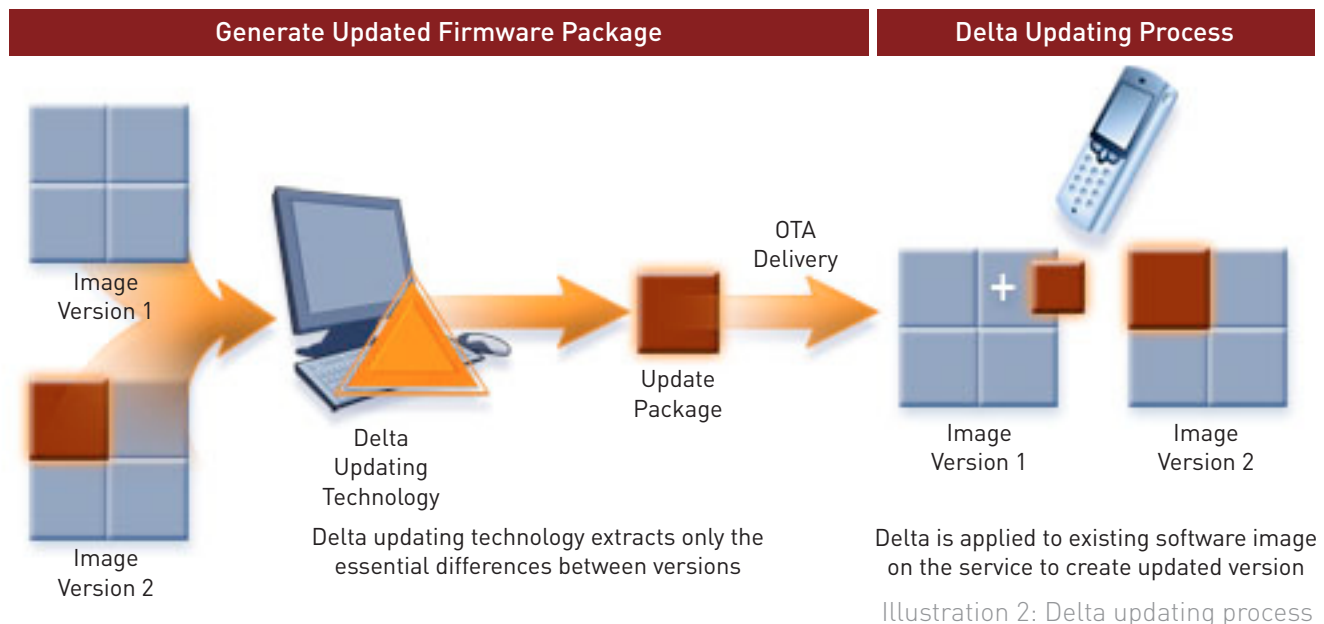 Generate Updated Firmware Package
Delta Updating Process
Image
Version 1
Image
Version 2
Delta
Updating
Technology
Delta updating technology extracts only the
essential differences between versions
Update
Package
OTA
Delivery
+
Image
Version 1
Image
Version 2
Delta is applied to existing software image
on the service to create updated version
Illustration 2: Delta updating process